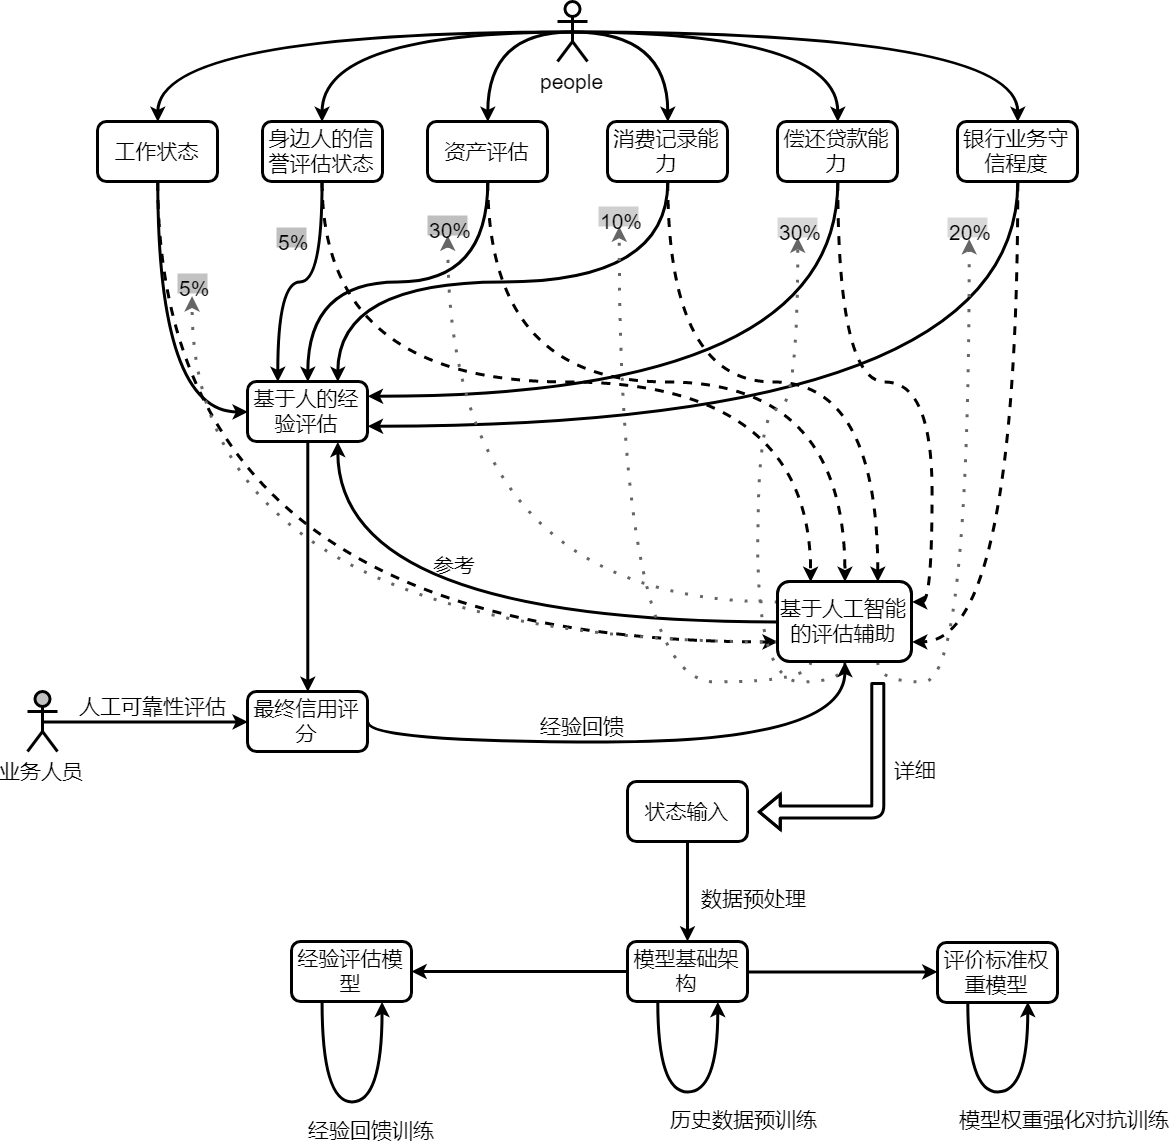 people
工作状态
身边人的信
誉评估状态
资产评估
消费记录能
力
偿还贷款能
力
银行业务守
信程度
5%
5%
30%
10%
30%
20%
基于人的经
验评估
参考
基于人工智能
的评估辅助
业务人员
人工可靠性评估
最终信用评
分
经验回馈
详细
状态输入
数据预处理
经验评估模
型
模型基础架
构
评价标准权
重模型
经验回馈训练
历史数据预训练
模型权重强化对抗训练